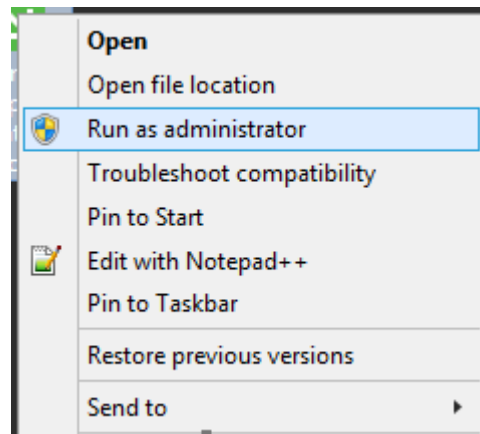 Open
Open file location
Run as administrator
Troubleshoot compatibility
Pin to Start
Edit with Notepad++
Pin to Taskbar
Restore previous versions
Send to